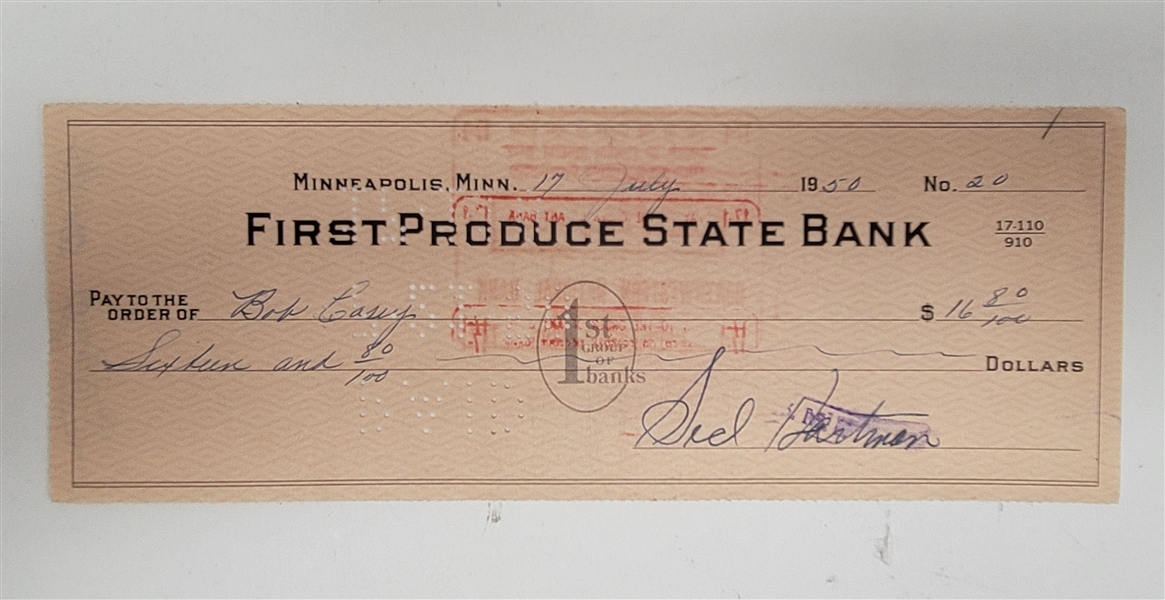 MINNEAPOLIS, MINN. 17 July 1950 No. 20
FIRST PRODUCE STATE BANK 17-110/910
PAY TO THE ORDER OF Bob Casey $ 16 80/100
Sixteen and 80/100 DOLLARS
1st GROUP OF banks
Sid Hartman